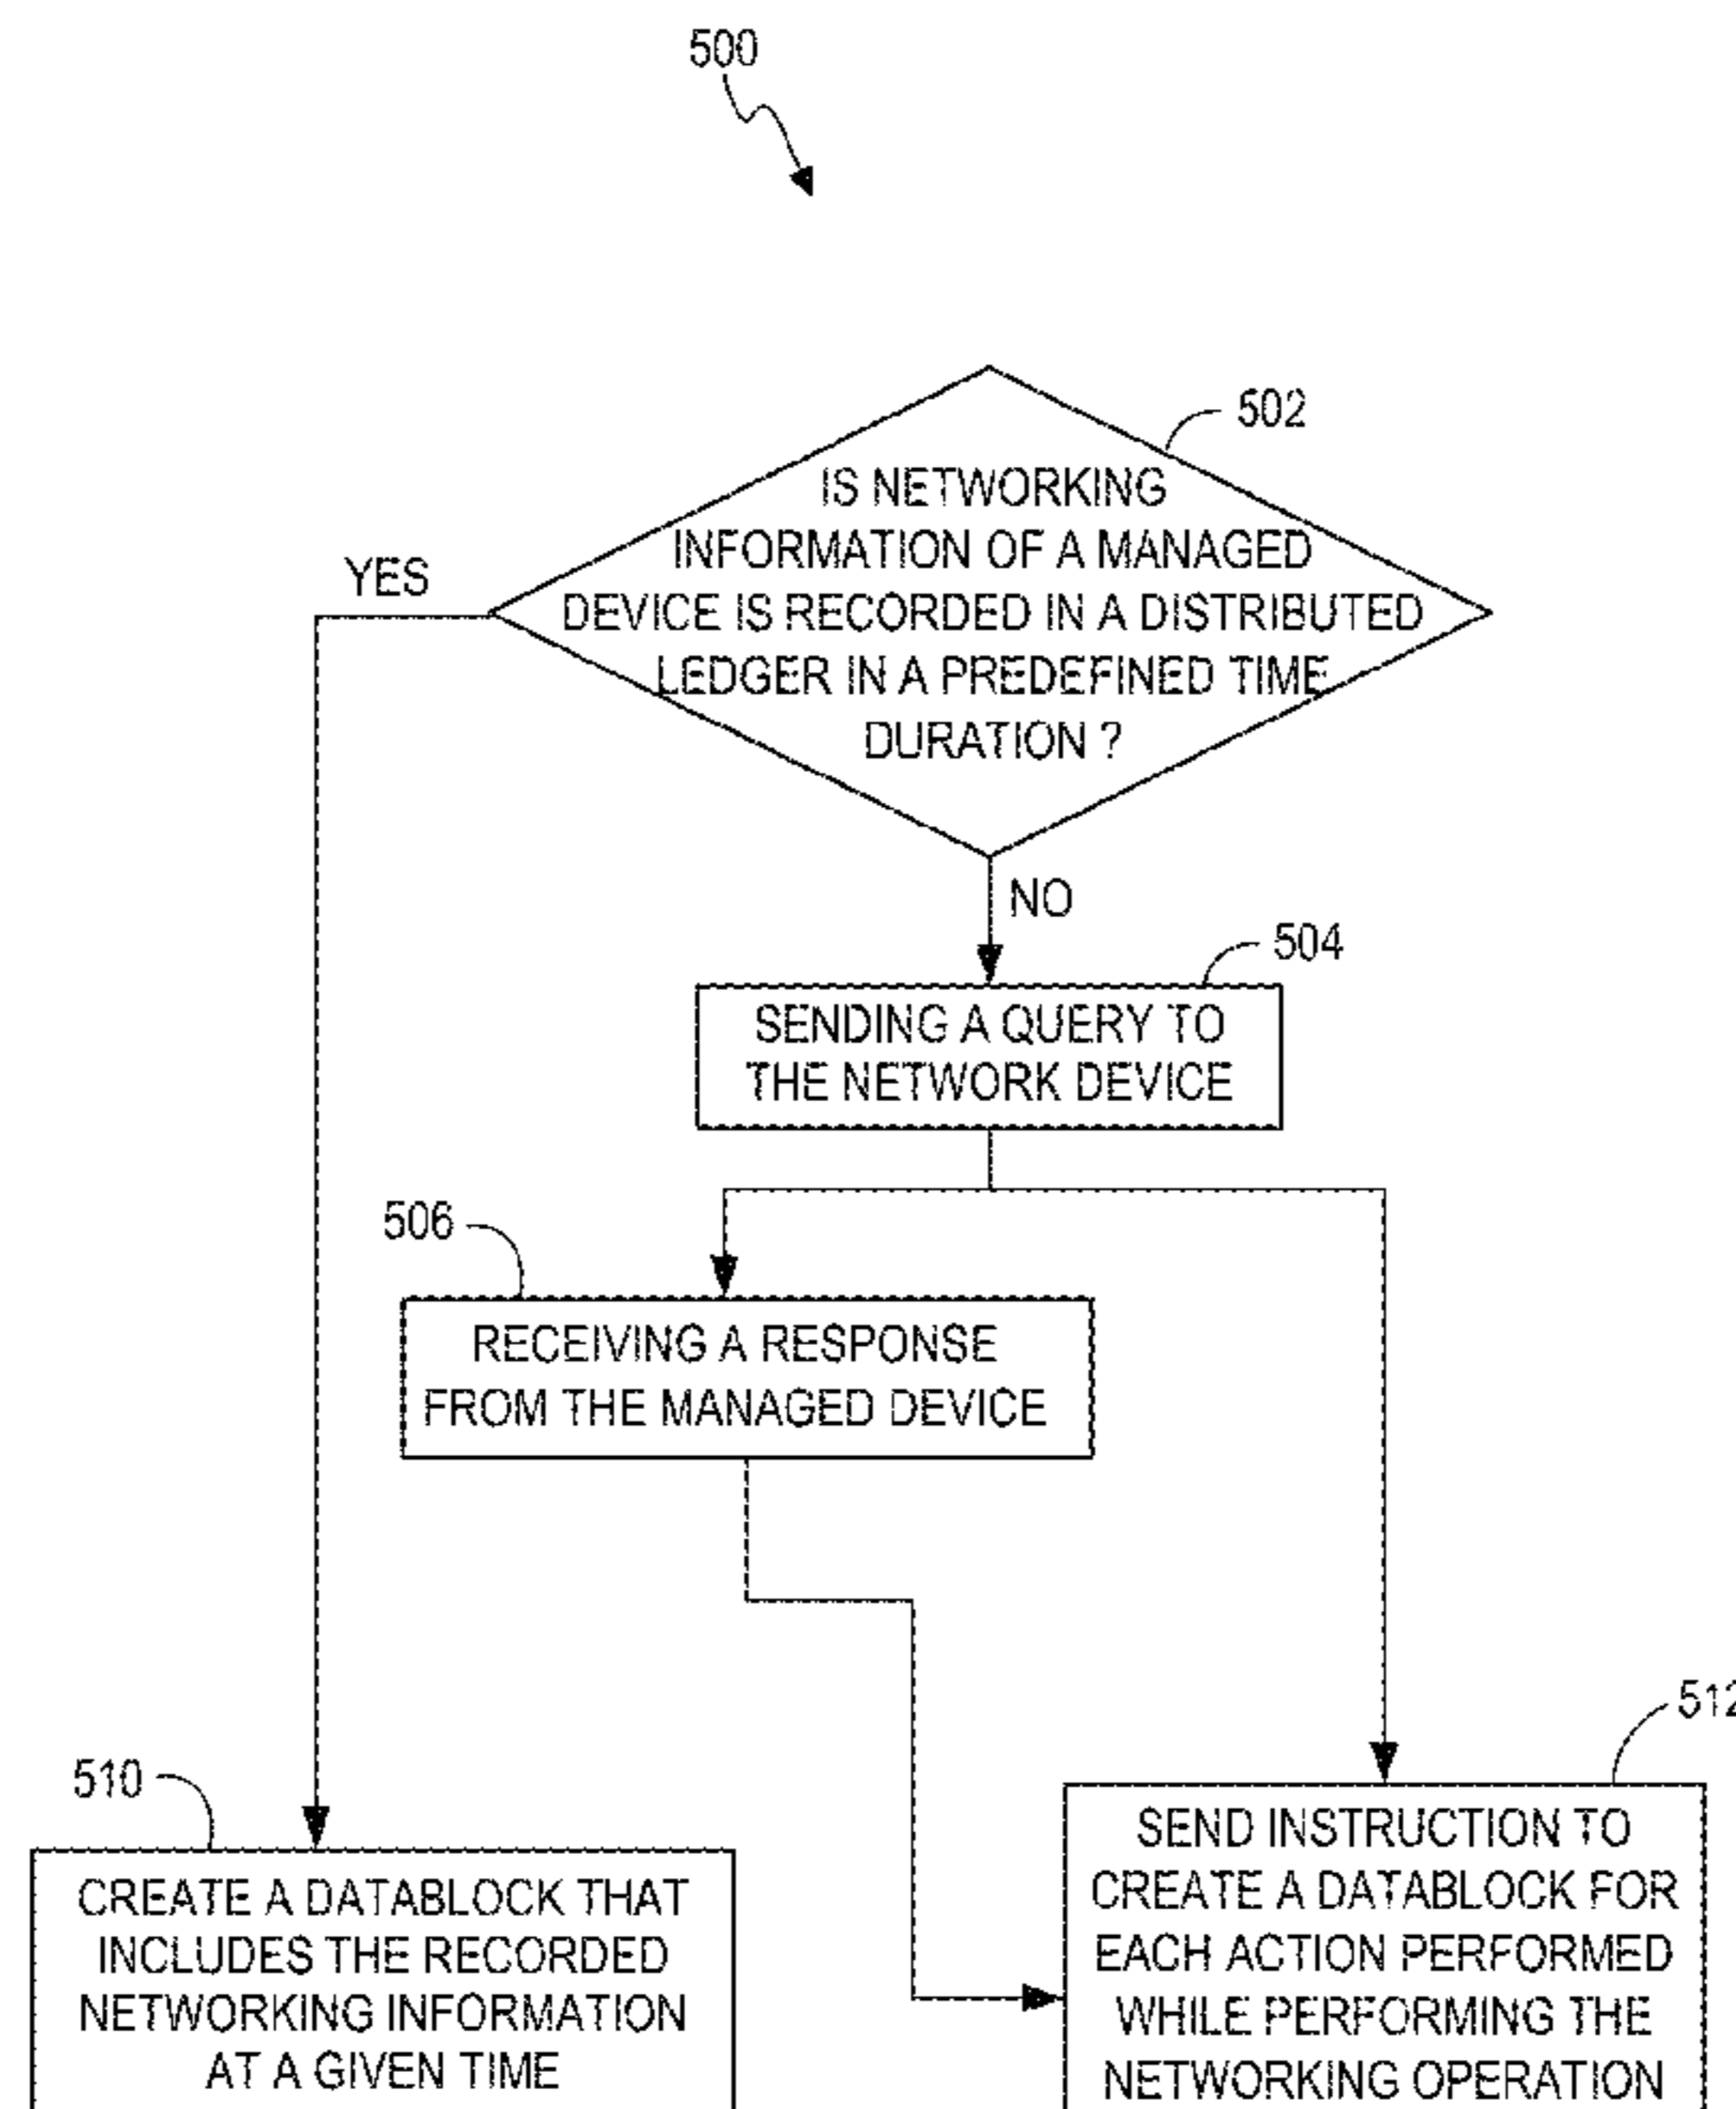 500
502
IS NETWORKING
INFORMATION OF A MANAGED
DEVICE IS RECORDED IN A DISTRIBUTED
LEDGER IN A PREDEFINED TIME
DURATION ?
YES
NO
504
SENDING A QUERY TO
THE NETWORK DEVICE
506
RECEIVING A RESPONSE
FROM THE MANAGED DEVICE
510
CREATE A DATABLOCK THAT
INCLUDES THE RECORDED
NETWORKING INFORMATION
AT A GIVEN TIME
512
SEND INSTRUCTION TO
CREATE A DATABLOCK FOR
EACH ACTION PERFORMED
WHILE PERFORMING THE
NETWORKING OPERATION